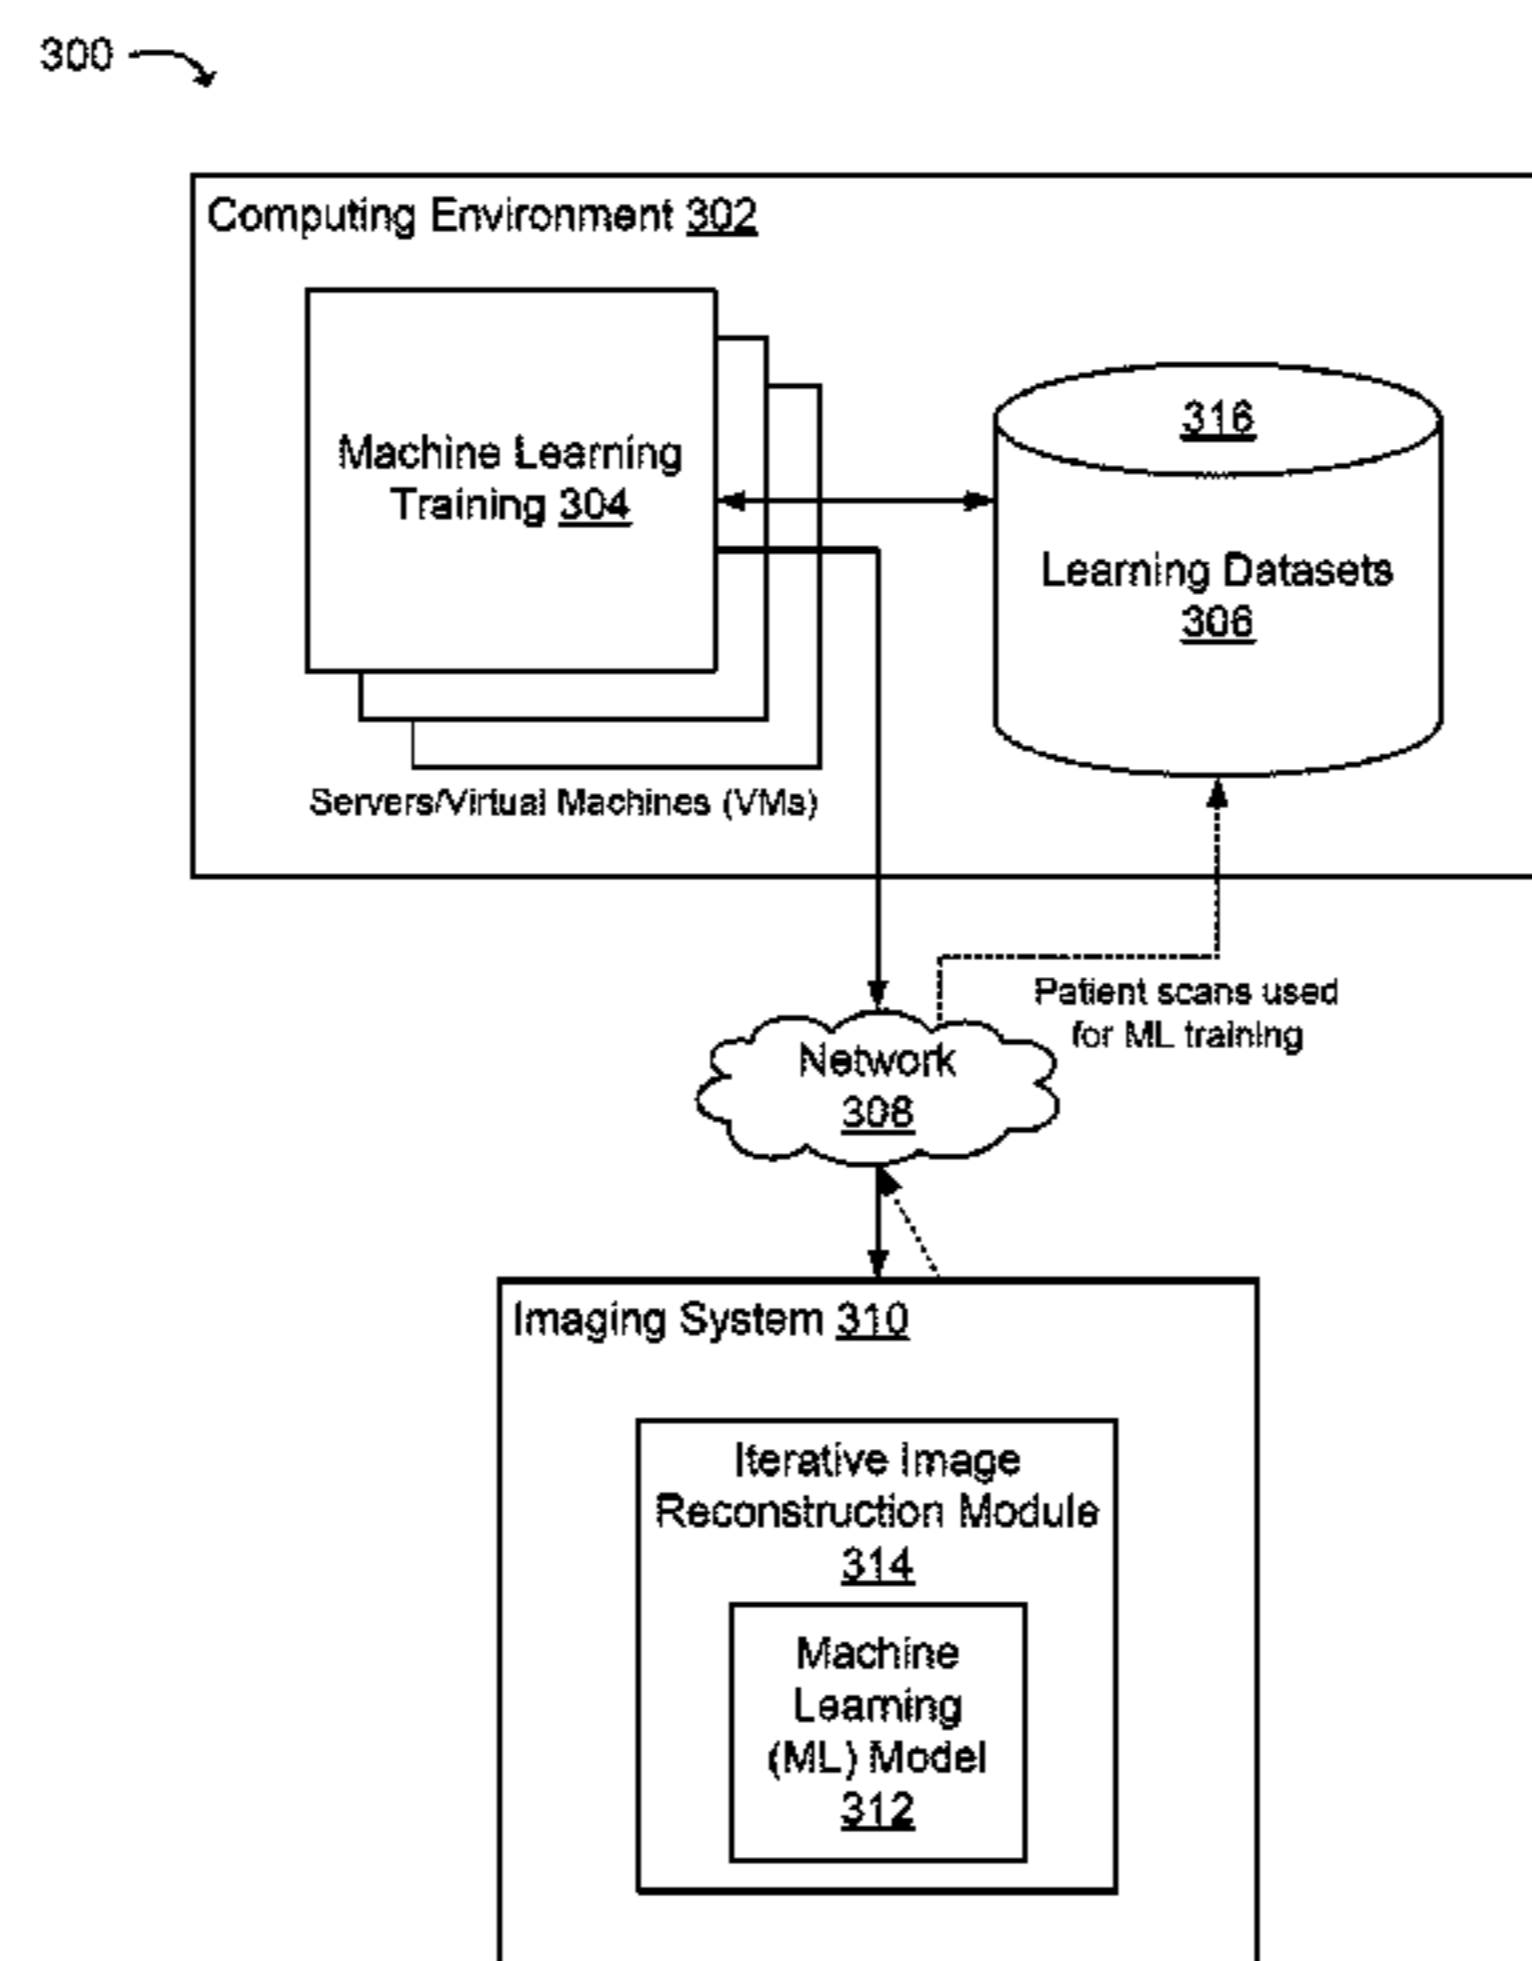 300
Computing Environment 302
Machine Learning
Training 304
316
Learning Datasets
306
Servers/Virtual Machines (VMs)
Patient scans used
for ML training
Network
308
Imaging System 310
Iterative Image
Reconstruction Module
314
Machine
Learning
(ML) Model
312